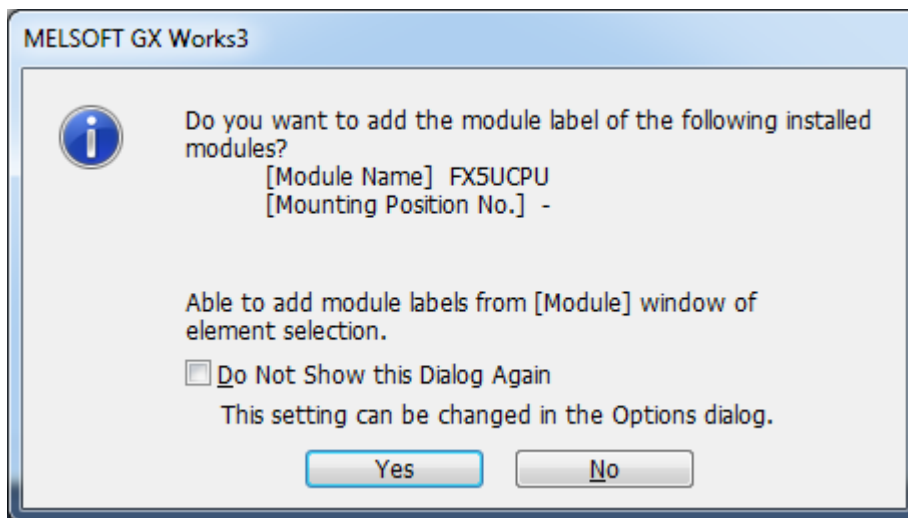 MELSOFT GX Works3
Do you want to add the module label of the following installed
modules?
[Module Name] FX5UCPU
[Mounting Position No.] -
Able to add module labels from [Module] window of
element selection.
Do Not Show this Dialog Again
This setting can be changed in the Options dialog.
Yes No